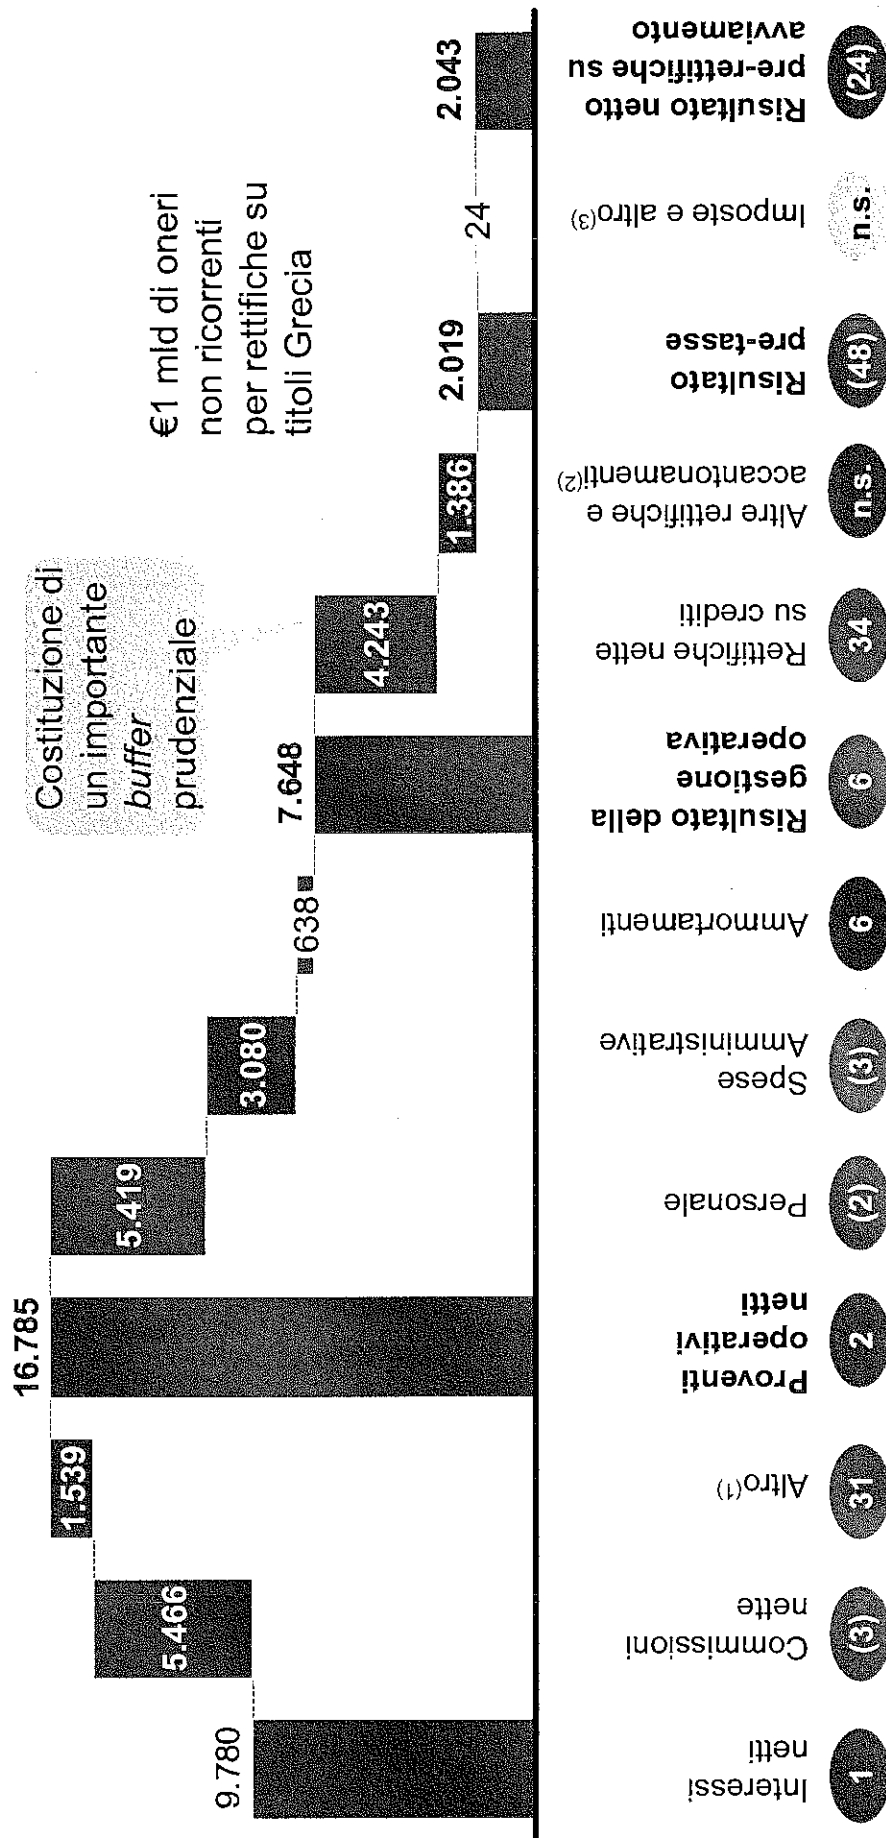 9.780
5.466
1.539
16.785
5.419
3.080
638
7.648
4.243
1.386
2.019
24
2.043
Costituzione di
un importante
buffer
prudenziale
€1 mld di oneri
non ricorrenti
per rettifiche su
titoli Grecia
Interessi
netti
Commissioni
nette
Altro(1)
Proventi
operativi
netti
Personale
Spese
Amministrative
Ammortamenti
Risultato della
gestione
operativa
Rettifiche nette
su crediti
Altre rettifiche e
accantonamenti(2)
Risultato
pre-tasse
Imposte e altro(3)
Risultato netto
pre-rettifiche su
avviamento
1
(3)
31
2
(2)
(3)
6
6
34
n.s.
(48)
n.s.
(24)